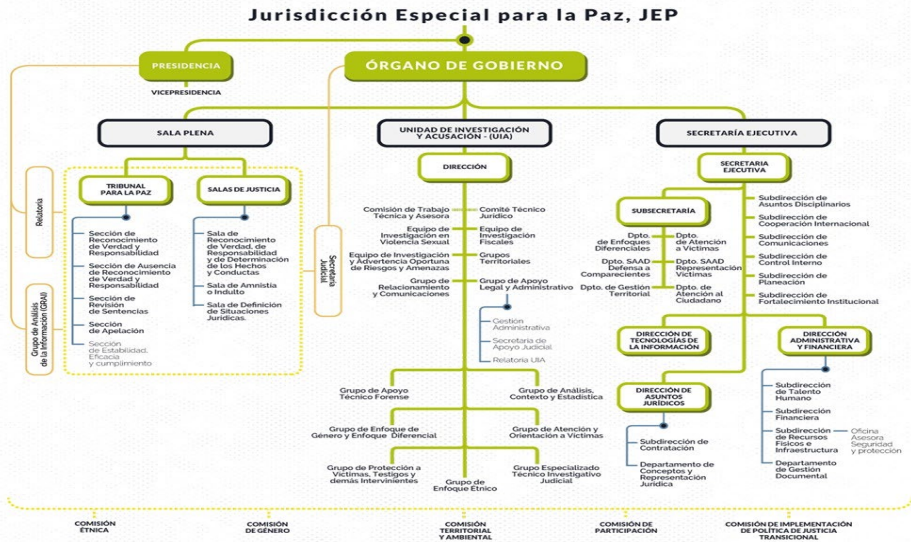 Jurisdicción Especial para la Paz, JEP
PRESIDENCIA
VICEPRESIDENCIA
ÓRGANO DE GOBIERNO
SALA PLENA
UNIDAD DE INVESTIGACIÓN
Y ACUSACIÓN - (UIA)
SECRETARÍA EJECUTIVA
Relatoría
Grupo de Análisis
de la Información (GRAI)
TRIBUNAL
PARA LA PAZ
Sección de
Reconocimiento
de Verdad y
Responsabilidad
Sección de Ausencia
de Reconocimiento
de Verdad y
Responsabilidad
Sección de
Revisión
de Sentencias
Sección
de Apelación
Sección
de Estabilidad,
Eficacia
y cumplimiento
SALAS DE JUSTICIA
Sala de
Reconocimiento
de Verdad, de
Responsabilidad
y de Determinación
de los Hechos
y Conductas
Sala de Amnistía
o Indulto
Sala de Definición
de Situaciones
Jurídicas.
Secretaría
Judicial
DIRECCIÓN
Comisión de Trabajo
Técnica y Asesora
Comité Técnico
Jurídico
Equipo de
Investigación en
Violencia Sexual
Equipo de
Investigación
Fiscales
Equipo de Investigación
y Advertencia Oportuna
de Riesgos y Amenazas
Grupos
Territoriales
Grupo de
Relacionamiento
y Comunicaciones
Grupo de Apoyo
Legal y Administrativo
Gestión
Administrativa
Secretaria de
Apoyo Judicial
Relatoria UIA
Grupo de Apoyo
Técnico Forense
Grupo de Análisis,
Contexto y Estadística
Grupo de Enfoque de
Género y Enfoque Diferencial
Grupo de Atención y
Orientación a Víctimas
Grupo de Protección a
Víctimas, Testigos y
demás Intervinientes
Grupo de
Enfoque Étnico
Grupo Especializado
Técnico Investigativo
Judicial
SECRETARIA
EJECUTIVA
SUBSECRETARÍA
Dpto.
de Enfoques
Diferenciales
Dpto.
de Atención
a Víctimas
Dpto. SAAD
Defensa a
Comparecientes
Dpto. SAAD
Representación
Víctimas
Dpto. de Gestión
Territorial
Dpto. de
Atención al
Ciudadano
Subdirección de
Asuntos Disciplinarios
Subdirección de
Cooperación Internacional
Subdirección de
Comunicaciones
Subdirección de
Control Interno
Subdirección de
Planeación
Subdirección de
Fortalecimiento Institucional
DIRECCIÓN DE
TECNOLOGÍAS DE
LA INFORMACIÓN
DIRECCIÓN
ADMINISTRATIVA
Y FINANCIERA
DIRECCIÓN DE
ASUNTOS
JURÍDICOS
Subdirección de
Contratación
Departamento de
Conceptos y
Representación
Jurídica
Subdirección
de Talento
Humano
Subdirección
Financiera
Subdirección
de Recursos
Físicos e
Infraestructura
Oficina
Asesora
Seguridad
y protección
Departamento
de Gestión
Documental
COMISIÓN
ÉTNICA
COMISIÓN
DE GÉNERO
COMISIÓN
TERRITORIAL
Y AMBIENTAL
COMISIÓN DE
PARTICIPACIÓN
COMISIÓN DE IMPLEMENTACIÓN
DE POLÍTICA DE JUSTICIA
TRANSICIONAL